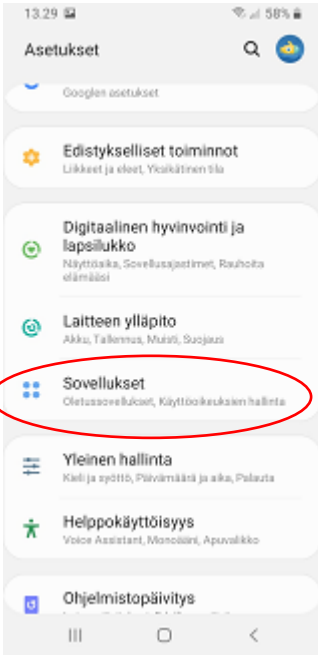 13.29
58%
Asetukset
Googlen asetukset
Edistykselliset toiminnot
Liikkeet ja eleet, Yksikätinen tila
Digitaalinen hyvinvointi ja
lapsilukko
Näyttöaika, Sovellusajastimet, Rauhoita
elämääsi
Laitteen ylläpito
Akku, Tallennus, Muisti, Suojaus
Sovellukset
Oletussovellukset, Käyttöoikeuksien hallinta
Yleinen hallinta
Kieli ja syöttö, Päivämäärä ja aika, Palauta
Helppokäyttöisyys
Voice Assistant, Monoääni, Apuvalikko
Ohjelmistopäivitys